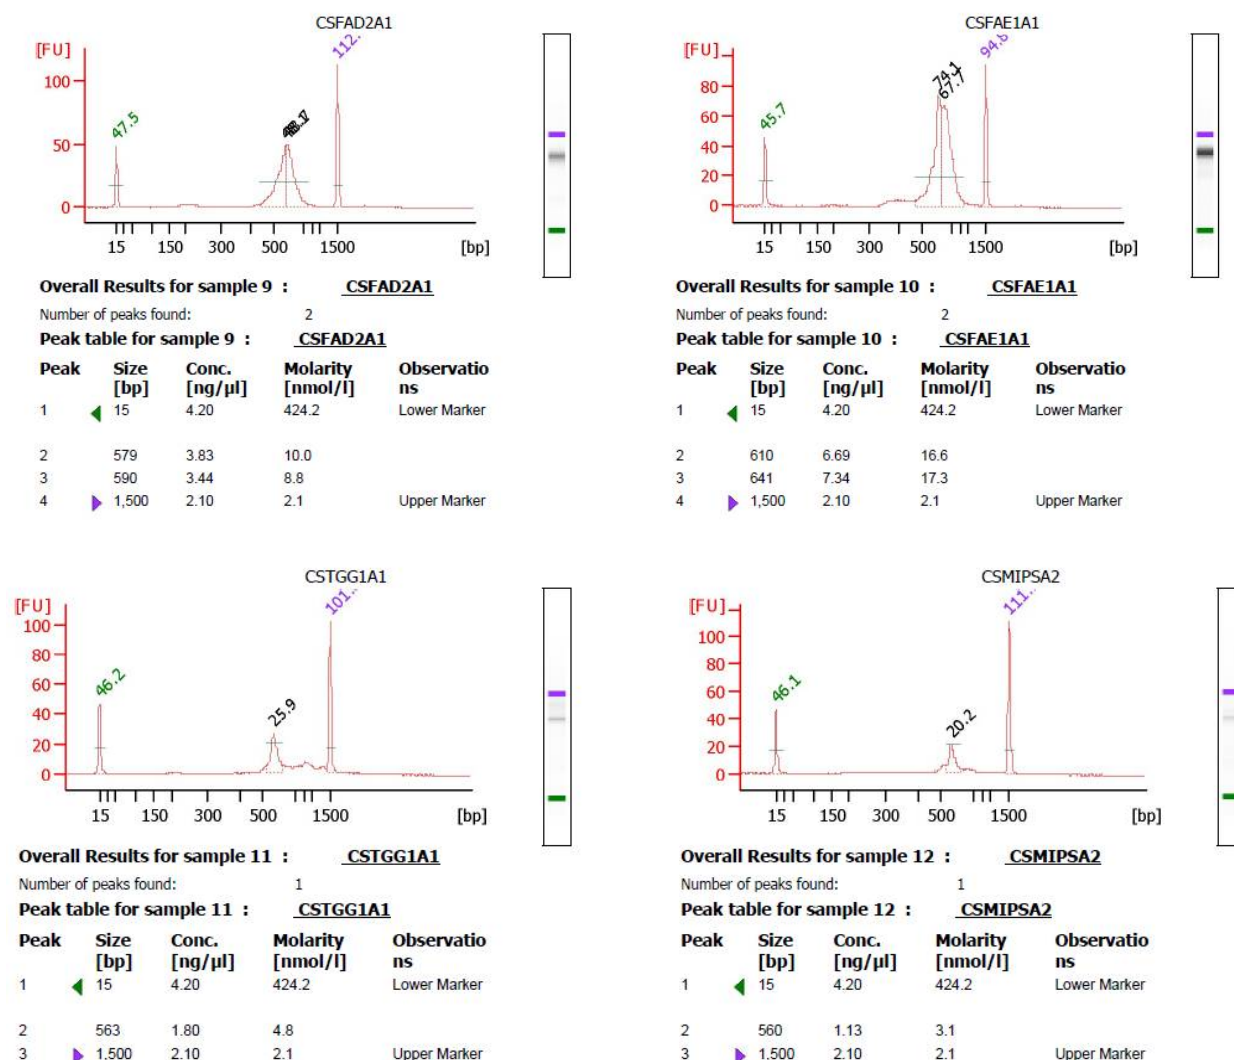 CSFAD2A1
[FU]
112.
47.5
100
50
0
15 150 300 500 1500 [bp]
Overall Results for sample 9 : CSFAD2A1
Number of peaks found: 2
Peak table for sample 9 : CSFAD2A1
Peak Size [bp] Conc. [ng/µl] Molarity [nmol/l] Observatio ns
1 15 4.20 424.2 Lower Marker
2 579 3.83 10.0
3 590 3.44 8.8
4 1,500 2.10 2.1 Upper Marker
CSFAE1A1
[FU]
94.8
74.1
67.7
45.7
80
60
40
20
0
15 150 300 500 1500 [bp]
Overall Results for sample 10 : CSFAE1A1
Number of peaks found: 2
Peak table for sample 10 : CSFAE1A1
Peak Size [bp] Conc. [ng/µl] Molarity [nmol/l] Observatio ns
1 15 4.20 424.2 Lower Marker
2 610 6.69 16.6
3 641 7.34 17.3
4 1,500 2.10 2.1 Upper Marker
CSTGG1A1
[FU]
101.
46.2
25.9
100
80
60
40
20
0
15 150 300 500 1500 [bp]
Overall Results for sample 11 : CSTGG1A1
Number of peaks found: 1
Peak table for sample 11 : CSTGG1A1
Peak Size [bp] Conc. [ng/µl] Molarity [nmol/l] Observatio ns
1 15 4.20 424.2 Lower Marker
2 563 1.80 4.8
3 1,500 2.10 2.1 Upper Marker
CSMIPSA2
[FU]
111.
46.1
20.2
100
80
60
40
20
0
15 150 300 500 1500 [bp]
Overall Results for sample 12 : CSMIPSA2
Number of peaks found: 1
Peak table for sample 12 : CSMIPSA2
Peak Size [bp] Conc. [ng/µl] Molarity [nmol/l] Observatio ns
1 15 4.20 424.2 Lower Marker
2 560 1.13 3.1
3 1,500 2.10 2.1 Upper Marker